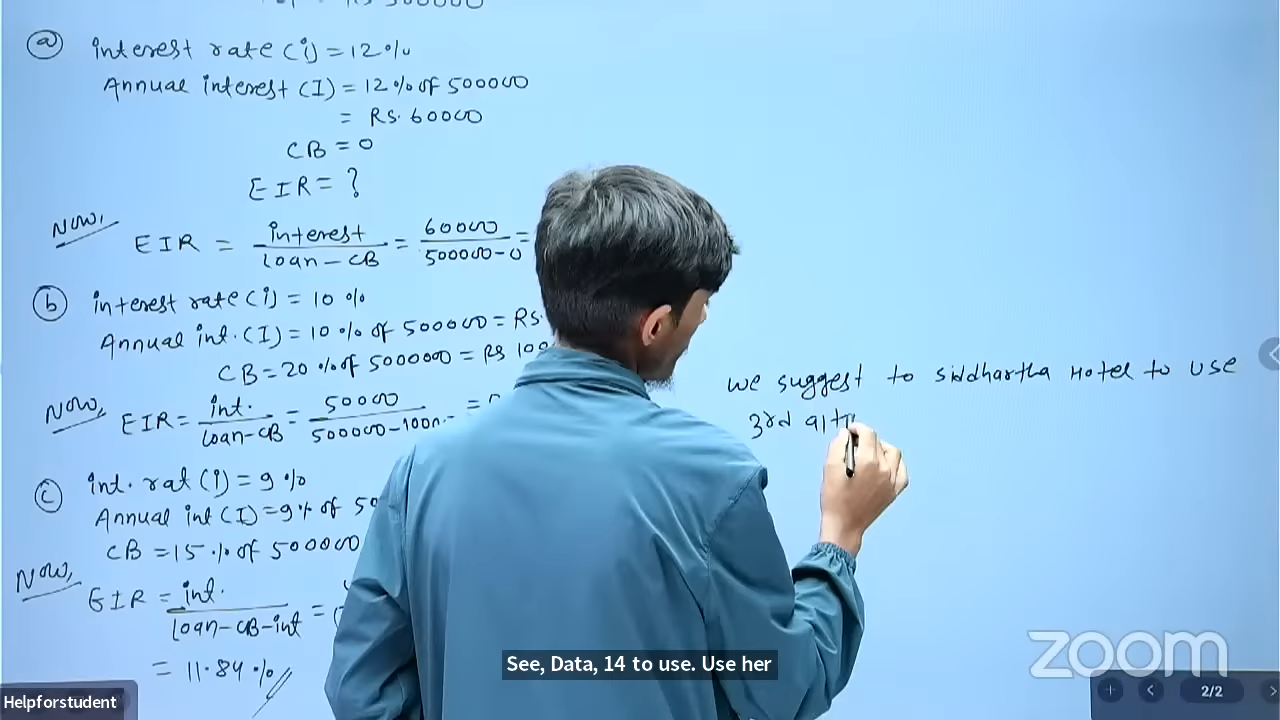 (a) interest rate (i) = 12%
Annual interest (I) = 12% of 500000
= Rs. 60000
CB = 0
EIR = ?
Now,
EIR = interest / Loan - CB = 60000 / 500000 - 0 =
(b) interest rate (i) = 10 %
Annual int. (I) = 10 % of 500000 = Rs.
CB = 20 % of 5000000 = Rs 100
Now,
EIR = int. / Loan - CB = 50000 / 500000 - 100 =
(c) int. rat (i) = 9 %
Annual int (I) = 9% of 50
CB = 15 % of 500000
Now,
EIR = int. / Loan - CB - int =
= 11.84 %
We suggest to Siddhartha Hotel to use
3rd alt
See, Data, 14 to use. Use her
zoom
2/2
Helpforstudent